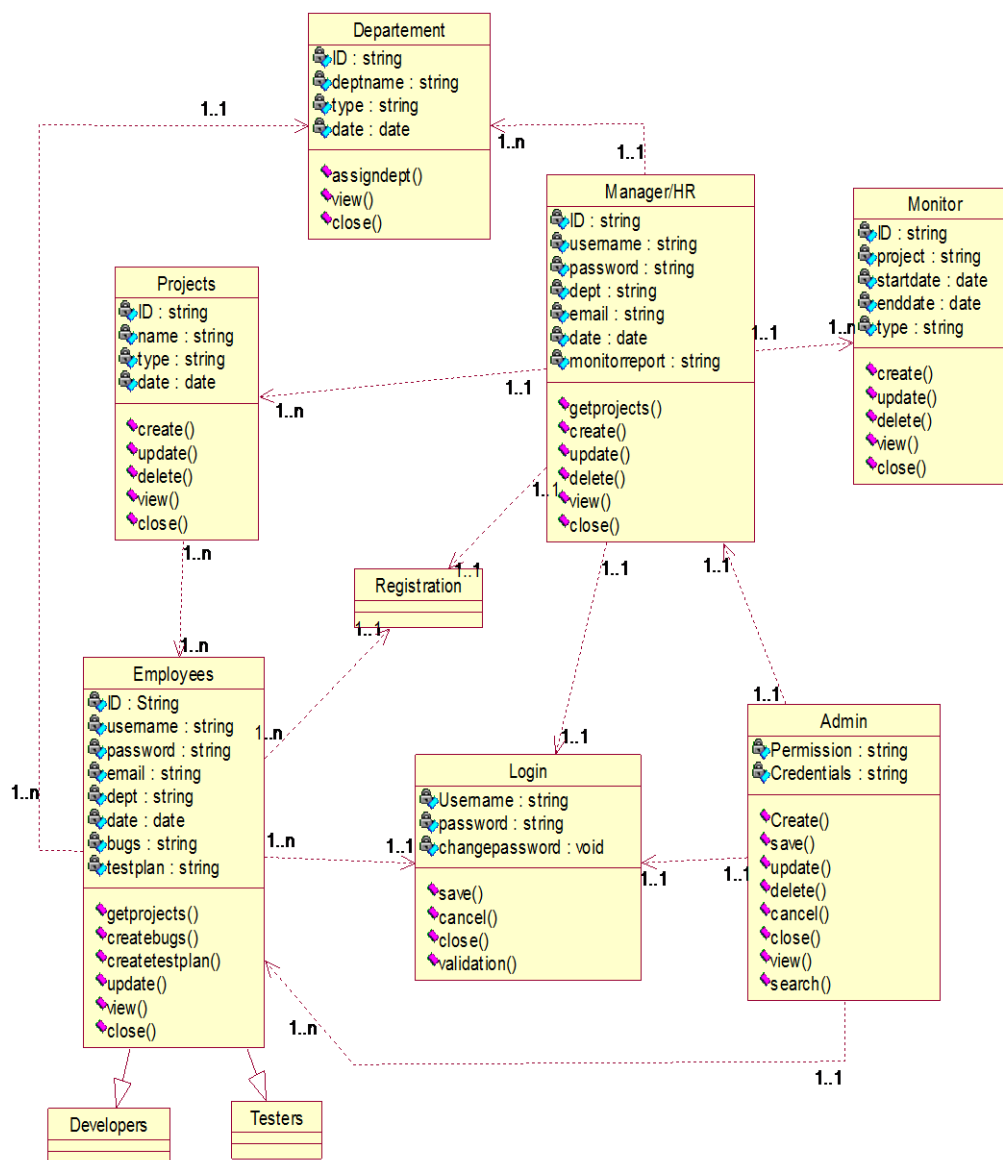 Departement
ID : string
deptname : string
type : string
date : date
assigndept()
view()
close()
1..1
1..n
1..1
Manager/HR
ID : string
username : string
password : string
dept : string
email : string
date : date
monitorreport : string
getprojects()
create()
update()
delete()
view()
close()
Monitor
ID : string
project : string
startdate : date
enddate : date
type : string
create()
update()
delete()
view()
close()
1..1
1..n
Projects
ID : string
name : string
type : string
date : date
create()
update()
delete()
view()
close()
1..n
1..1
1..n
1..n
1..1
1..1
Registration
1..1
1..n
1..1
1..1
1..1
1..1
Employees
ID : String
username : string
password : string
email : string
dept : string
date : date
bugs : string
testplan : string
getprojects()
createbugs()
createtestplan()
update()
view()
close()
1..n
1..n
1..1
Login
Username : string
password : string
changepassword : void
save()
cancel()
close()
validation()
1..1
1..1
Admin
Permission : string
Credentials : string
Create()
save()
update()
delete()
cancel()
close()
view()
search()
1..n
1..1
Developers
Testers